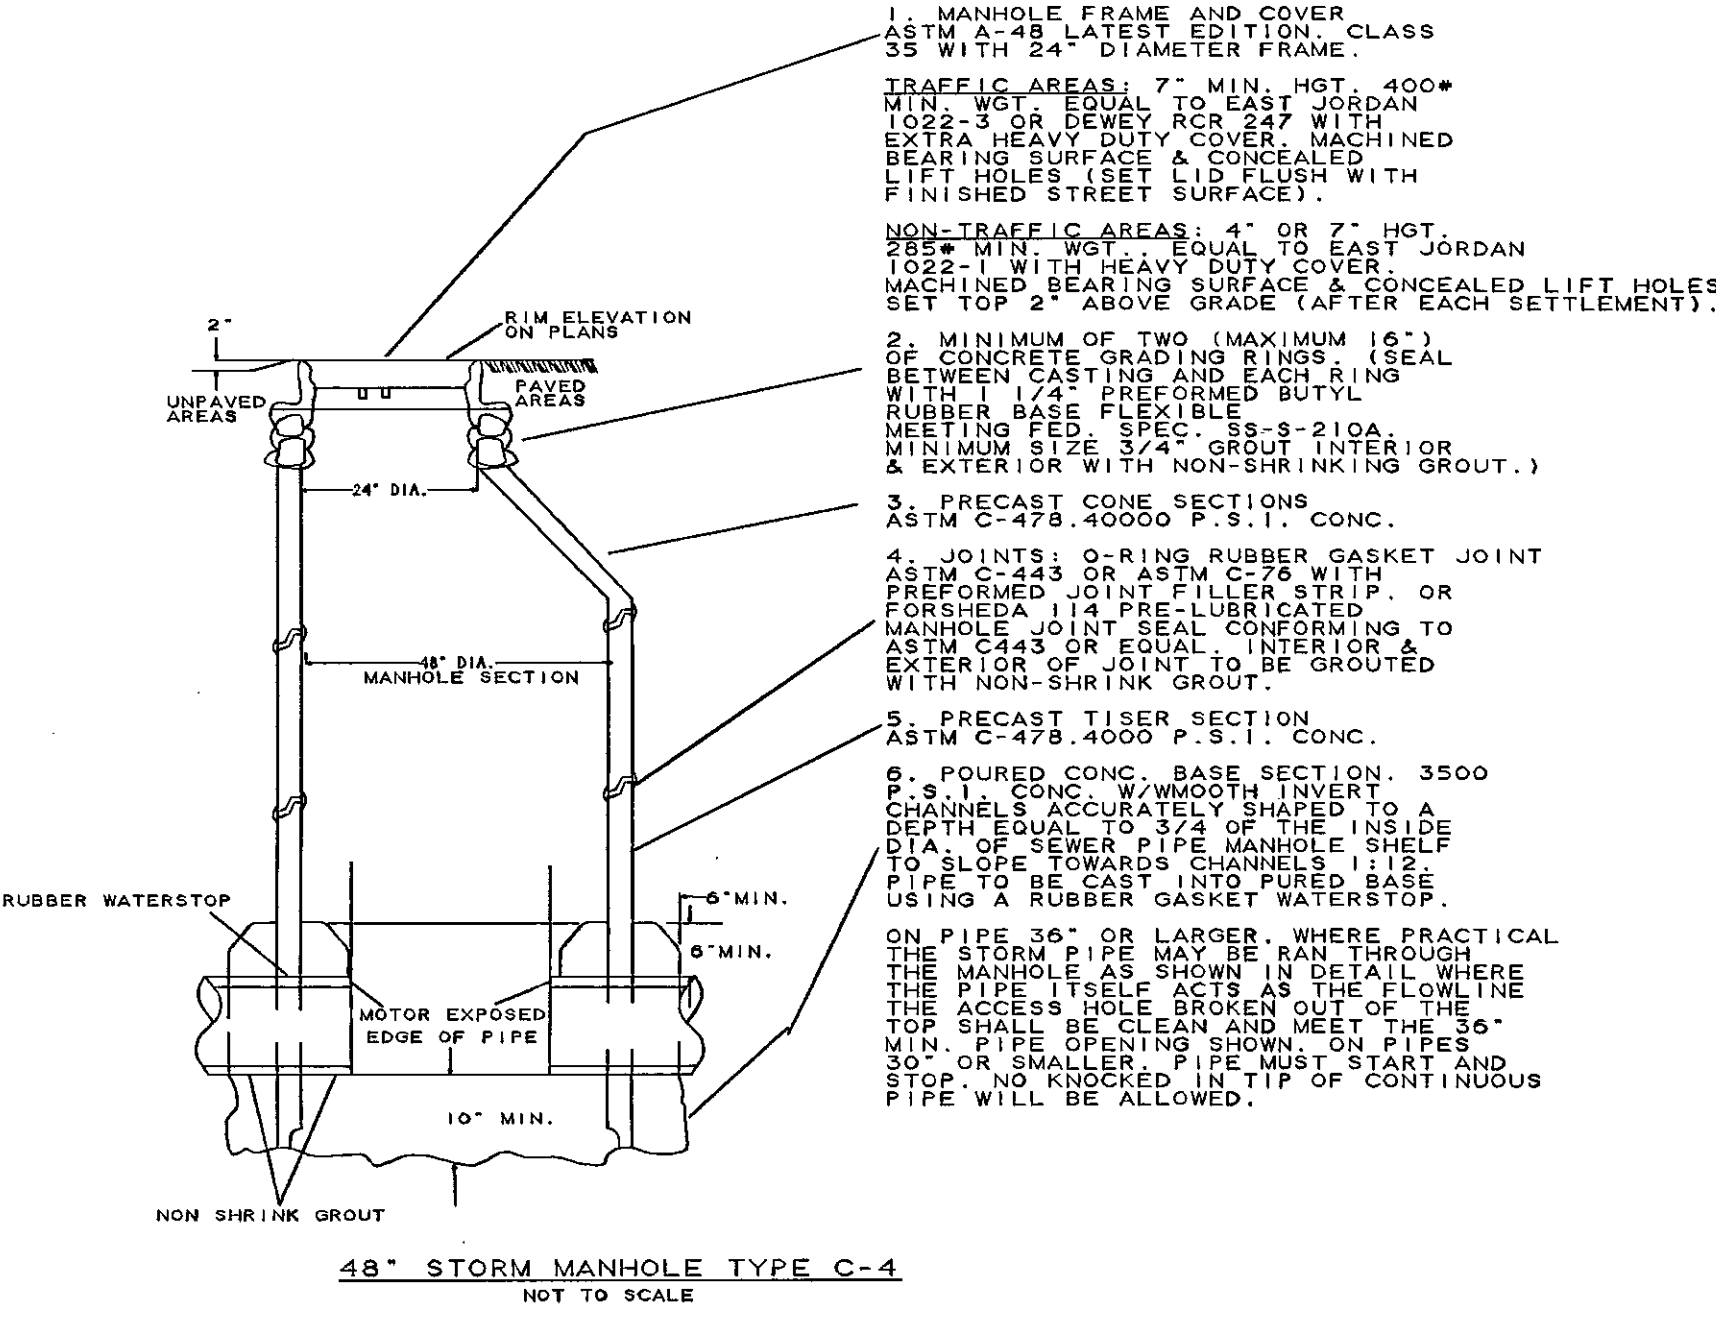 1. MANHOLE FRAME AND COVER
ASTM A-48 LATEST EDITION. CLASS
35 WITH 24" DIAMETER FRAME.
TRAFFIC AREAS: 7" MIN. HGT. 400#
MIN. WGT. EQUAL TO EAST JORDAN
1022-3 OR DEWEY RCR 247 WITH
EXTRA HEAVY DUTY COVER. MACHINED
BEARING SURFACE & CONCEALED
LIFT HOLES (SET LID FLUSH WITH
FINISHED STREET SURFACE).
NON-TRAFFIC AREAS: 4" OR 7" HGT.
285# MIN. WGT.. EQUAL TO EAST JORDAN
1022-1 WITH HEAVY DUTY COVER.
MACHINED BEARING SURFACE & CONCEALED LIFT HOLES
SET TOP 2" ABOVE GRADE (AFTER EACH SETTLEMENT).
2. MINIMUM OF TWO (MAXIMUM 16")
OF CONCRETE GRADING RINGS. (SEAL
BETWEEN CASTING AND EACH RING
WITH 1 1/4" PREFORMED BUTYL
RUBBER BASE FLEXIBLE
MEETING FED. SPEC. SS-S-210A.
MINIMUM SIZE 3/4" GROUT INTERIOR
& EXTERIOR WITH NON-SHRINKING GROUT.)
3. PRECAST CONE SECTIONS
ASTM C-478.40000 P.S.I. CONC.
4. JOINTS: O-RING RUBBER GASKET JOINT
ASTM C-443 OR ASTM C-76 WITH
PREFORMED JOINT FILLER STRIP. OR
FORSHEDA 114 PRE-LUBRICATED
MANHOLE JOINT SEAL CONFORMING TO
ASTM C443 OR EQUAL. INTERIOR &
EXTERIOR OF JOINT TO BE GROUTED
WITH NON-SHRINK GROUT.
5. PRECAST TISER SECTION
ASTM C-478.4000 P.S.I. CONC.
6. POURED CONC. BASE SECTION. 3500
P.S.I. CONC. W/WMOOTH INVERT
CHANNELS ACCURATELY SHAPED TO A
DEPTH EQUAL TO 3/4 OF THE INSIDE
DIA. OF SEWER PIPE MANHOLE SHELF
TO SLOPE TOWARDS CHANNELS 1:12.
PIPE TO BE CAST INTO PURED BASE
USING A RUBBER GASKET WATERSTOP.
ON PIPE 36" OR LARGER. WHERE PRACTICAL
THE STORM PIPE MAY BE RAN THROUGH
THE MANHOLE AS SHOWN IN DETAIL WHERE
THE PIPE ITSELF ACTS AS THE FLOWLINE
THE ACCESS HOLE BROKEN OUT OF THE
TOP SHALL BE CLEAN AND MEET THE 36"
MIN. PIPE OPENING SHOWN. ON PIPES
30" OR SMALLER. PIPE MUST START AND
STOP. NO KNOCKED IN TIP OF CONTINUOUS
PIPE WILL BE ALLOWED.
2"
RIM ELEVATION
ON PLANS
UNPAVED
AREAS
PAVED
AREAS
24" DIA.
48" DIA.
MANHOLE SECTION
RUBBER WATERSTOP
6"MIN.
6"MIN.
MOTOR EXPOSED
EDGE OF PIPE
10" MIN.
NON SHRINK GROUT
48" STORM MANHOLE TYPE C-4
NOT TO SCALE